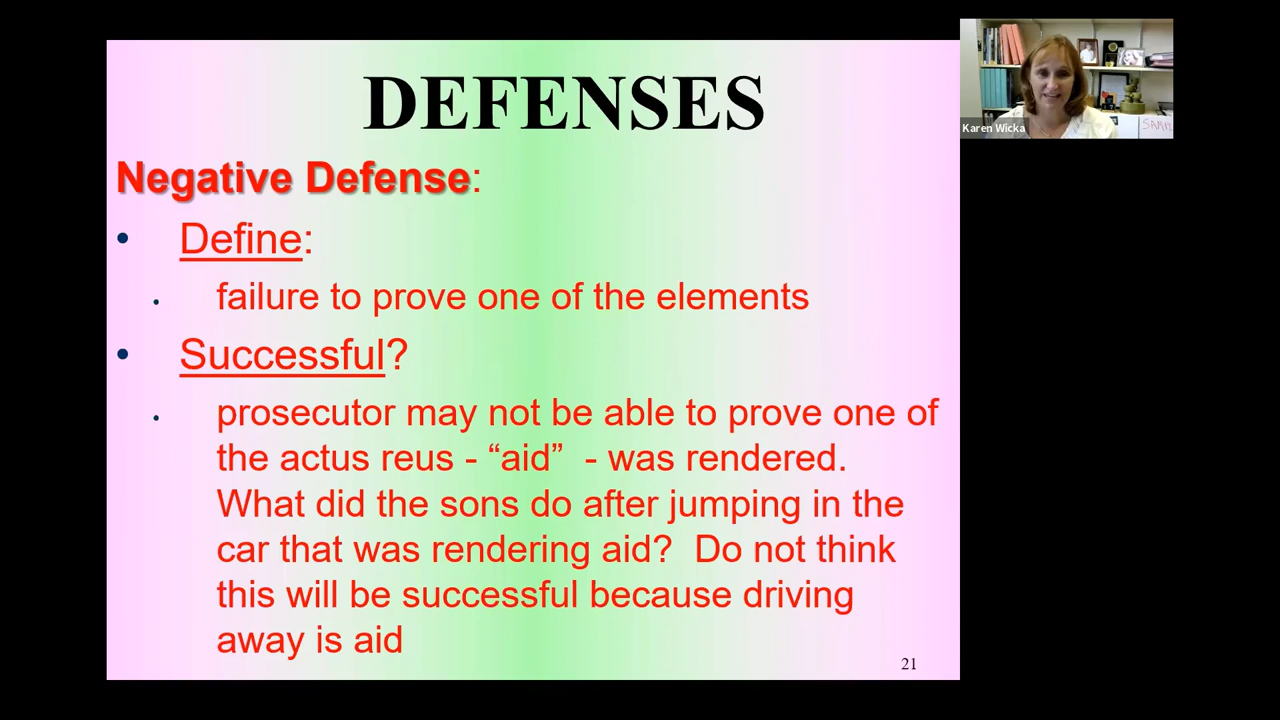 DEFENSES
Negative Defense:
• Define:
• failure to prove one of the elements
• Successful?
• prosecutor may not be able to prove one of
the actus reus - “aid” - was rendered.
What did the sons do after jumping in the
car that was rendering aid? Do not think
this will be successful because driving
away is aid
21
Karen Wicka